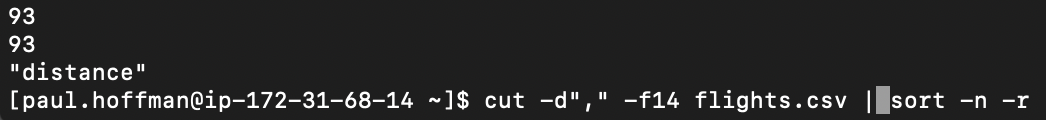 93
93
"distance"
[paul.hoffman@ip-172-31-68-14 ~]$ cut -d"," -f14 flights.csv | sort -n -r